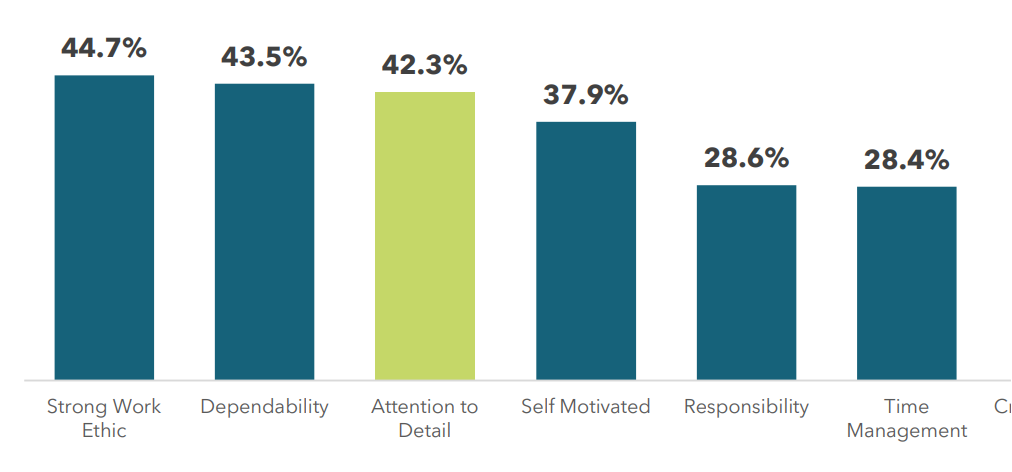 44.7%
43.5%
42.3%
37.9%
28.6%
28.4%
Strong Work
Ethic
Dependability
Attention to
Detail
Self Motivated
Responsibility
Time
Management